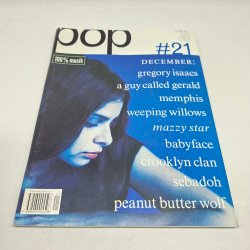 pop
#21
100% musik
DECEMBER:
gregory isaacs
a guy called gerald
memphis
weeping willows
mazzy star
babyface
crooklyn clan
sebadoh
peanut butter wolf